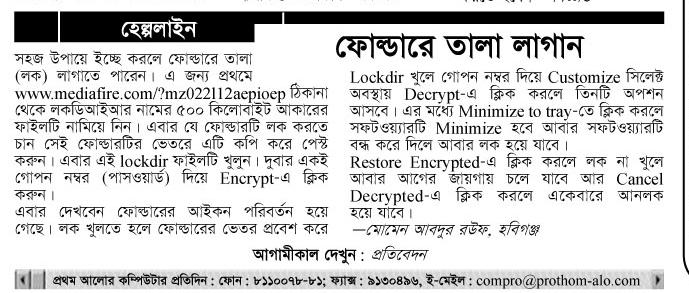 হেল্পলাইন
ফোল্ডারে তালা লাগান
সহজ উপায়ে ইচ্ছে করলে ফোল্ডারে তালা
(লক) লাগাতে পারেন। এ জন্য প্রথমে
www.mediafire.com/?mz022112aepioep ঠিকানা
থেকে লকডিআইআর নামের ৫০০ কিলোবাইট আকারের
ফাইলটি নামিয়ে নিন। এবার যে ফোল্ডারটি লক করতে
চান সেই ফোল্ডারটির ভেতরে এটি কপি করে পেস্ট
করুন। এবার এই lockdir ফাইলটি খুলুন। দুবার একই
গোপন নম্বর (পাসওয়ার্ড) দিয়ে Encrypt-এ ক্লিক
করুন।
এবার দেখবেন ফোল্ডারের আইকন পরিবর্তন হয়ে
গেছে। লক খুলতে হলে ফোল্ডারের ভেতর প্রবেশ করে
Lockdir খুলে গোপন নম্বর দিয়ে Customize সিলেক্ট
অবস্থায় Decrypt-এ ক্লিক করলে তিনটি অপশন
আসবে। এর মধ্যে Minimize to tray-তে ক্লিক করলে
সফটওয়্যারটি Minimize হবে আবার সফটওয়্যারটি
বন্ধ করে দিলে আবার লক হয়ে যাবে।
Restore Encrypted-এ ক্লিক করলে লক না খুলে
আবার আগের জায়গায় চলে যাবে আর Cancel
Decrypted-এ ক্লিক করলে একেবারে আনলক
হয়ে যাবে।
—মোমেন আবদুর রউফ, হবিগঞ্জ
আগামীকাল দেখুন : প্রতিবেদন
প্রথম আলোর কম্পিউটার প্রতিদিন : ফোন : ৮১১০০৭৮-৮১; ফ্যাক্স : ৯১৩০৪৯৬, ই-মেইল : compro@prothom-alo.com